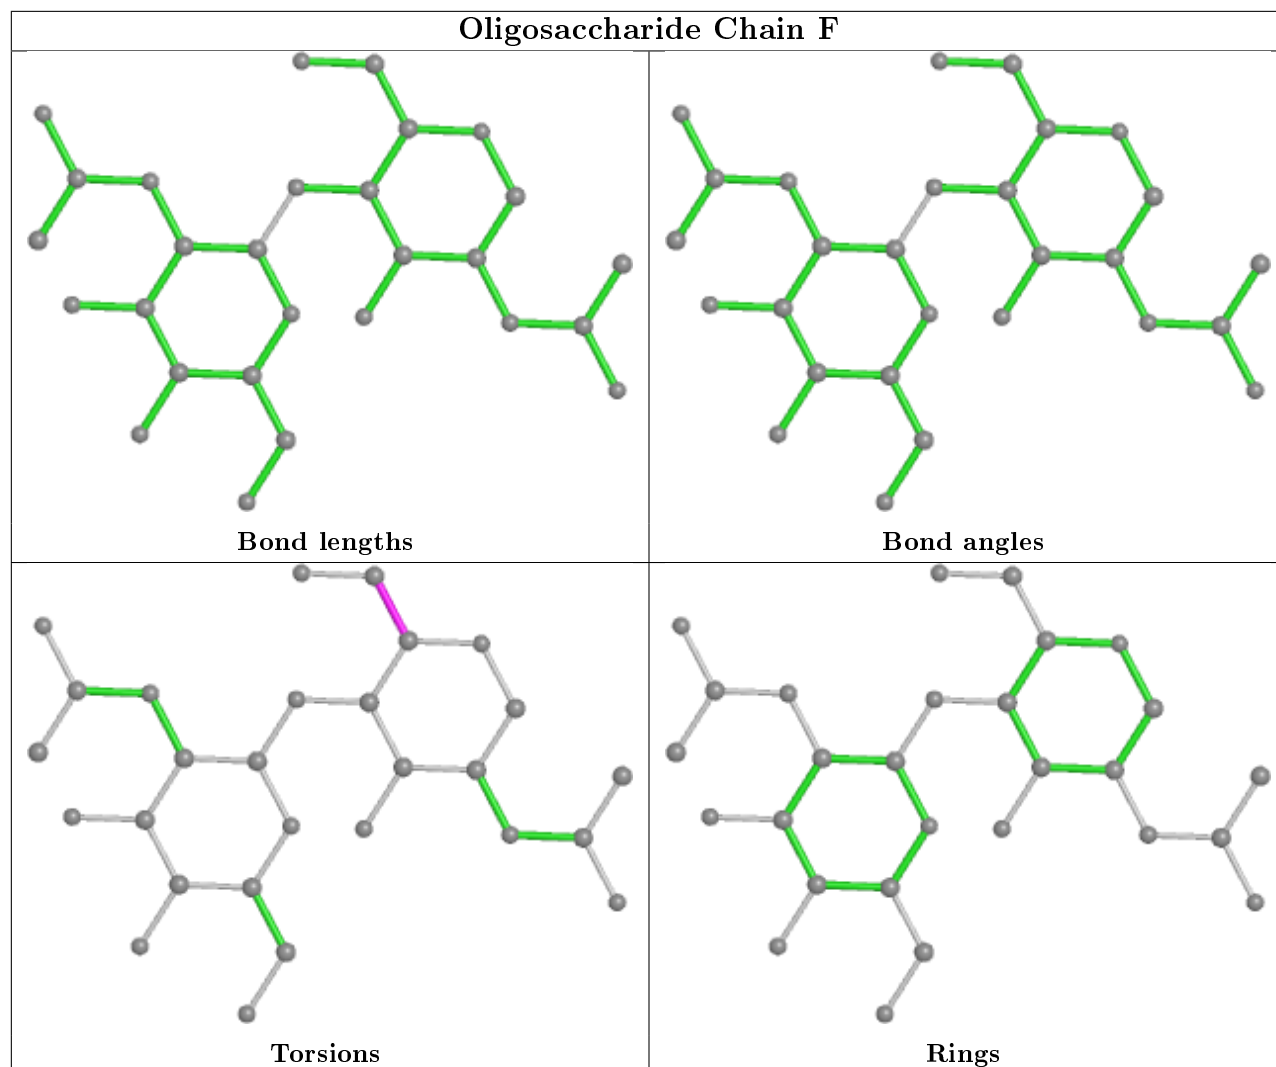 Oligosaccharide Chain F
Bond lengths
Bond angles
Torsions
Rings